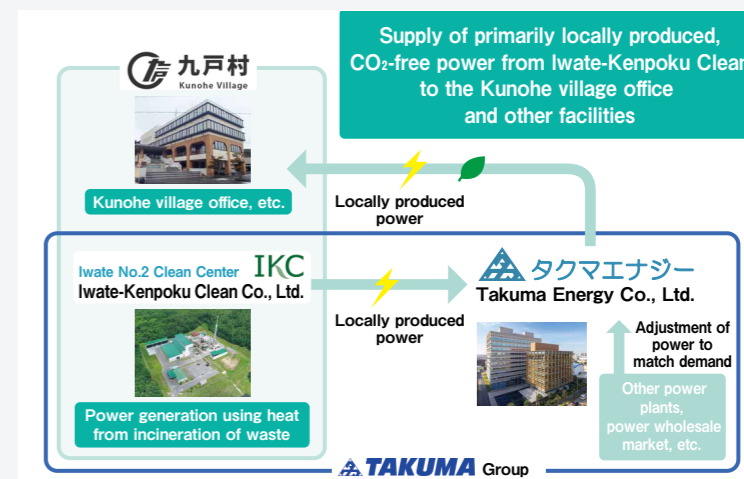 Supply of primarily locally produced,
CO₂-free power from Iwate-Kenpoku Clean
to the Kunohe village office
and other facilities
九戸村
Kunohe Village
Kunohe village office, etc.
Locally produced
power
Iwate No.2 Clean Center IKC
Iwate-Kenpoku Clean Co., Ltd.
Locally produced
power
タクマエナジー
Takuma Energy Co., Ltd.
Adjustment of
power to
match demand
Other power
plants,
power wholesale
market, etc.
Power generation using heat
from incineration of waste
TAKUMA Group